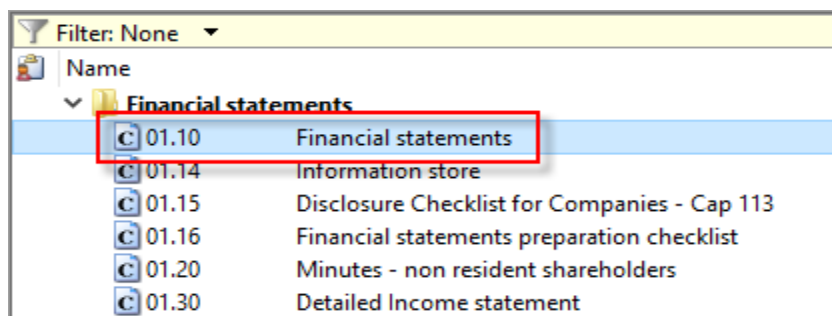 Filter: None
Name
Financial statements
C 01.10 Financial statements
C 01.14 Information store
C 01.15 Disclosure Checklist for Companies - Cap 113
C 01.16 Financial statements preparation checklist
C 01.20 Minutes - non resident shareholders
C 01.30 Detailed Income statement